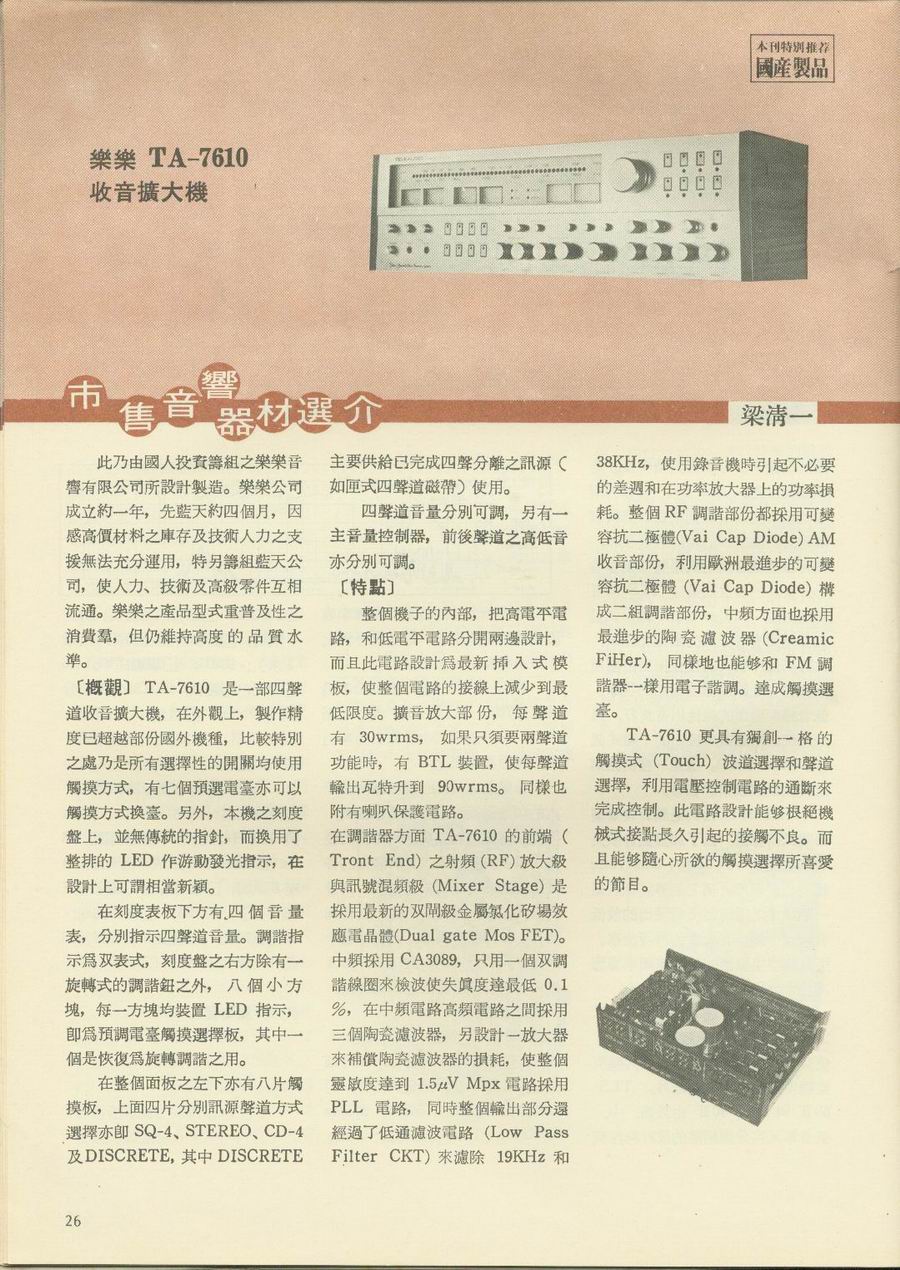 本刊特別推荐
國産製品
樂樂 TA-7610
收音擴大機
市售音響器材選介
梁淸一
此乃由國人投資籌組之樂樂音
響有限公司所設計製造。樂樂公司
成立約一年，先藍天約四個月，因
感高價材料之庫存及技術人力之支
援無法充分運用，特另籌組藍天公
司，使人力、技術及高級零件互相
流通。樂樂之產品型式重普及性之
消費羣，但仍維持高度的品質水
準。
〔槪觀〕TA-7610 是一部四聲
道收音擴大機，在外觀上，製作精
度已超越部份國外機種，比較特別
之處乃是所有選擇性的開關均使用
觸摸方式，有七個預選電臺亦可以
觸摸方式換臺。另外，本機之刻度
盤上，並無傳統的指針，而換用了
整排的 LED 作游動發光指示，在
設計上可謂相當新穎。
在刻度表板下方有四個音量
表，分別指示四聲道音量。調諧指
示爲双表式，刻度盤之右方除有一
旋轉式的調諧鈕之外，八個小方
塊，每一方塊均裝置 LED 指示，
卽爲預調電臺觸摸選擇板，其中一
個是恢復爲旋轉調諧之用。
在整個面板之左下亦有八片觸
摸板，上面四片分別訊源聲道方式
選擇亦卽 SQ-4、STEREO、CD-4
及DISCRETE，其中 DISCRETE
主要供給已完成四聲分離之訊源（
如匣式四聲道磁帶）使用。
四聲道音量分別可調，另有一
主音量控制器，前後聲道之高低音
亦分別可調。
〔特點〕
整個機子的內部，把高電平電
路，和低電平電路分開兩邊設計，
而且此電路設計爲最新揷入式模
板，使整個電路的接線上減少到最
低限度。擴音放大部份，每聲道
有 30wrms，如果只須要兩聲道
功能時，有 BTL 裝置，使每聲道
輸出瓦特升到 90wrms。同樣也
附有喇叭保護電路。
在調諧器方面 TA-7610 的前端（
Tront End）之射頻 (RF) 放大級
與訊號混頻級 (Mixer Stage) 是
採用最新的双閘級金屬氧化矽場效
應電晶體(Dual gate Mos FET)。
中頻採用 CA3089，只用一個双調
諧線圈來檢波使失眞度達最低 0.1
％，在中頻電路高頻電路之間採用
三個陶瓷濾波器，另設計一放大器
來補償陶瓷濾波器的損耗，使整個
靈敏度達到 1.5μV Mpx 電路採用
PLL 電路，同時整個輸出部分還
經過了低通濾波電路 (Low Pass
Filter CKT) 來濾除 19KHz 和
38KHz，使用錄音機時引起不必要
的差週和在功率放大器上的功率損
耗。整個 RF 調諧部份都採用可變
容抗二極體(Vai Cap Diode) AM
收音部份，利用歐洲最進步的可變
容抗二極體 (Vai Cap Diode) 構
成二組調諧部份，中頻方面也採用
最進步的陶瓷濾波器 (Creamic
FiHer)，同樣地也能够和 FM 調
諧器一樣用電子諧調。達成觸摸選
臺。
TA-7610 更具有獨創一格的
觸摸式（Touch）波道選擇和聲道
選擇，利用電壓控制電路的通斷來
完成控制。此電路設計能够根絕機
械式接點長久引起的接觸不良。而
且能够隨心所欲的觸摸選擇所喜愛
的節目。
26